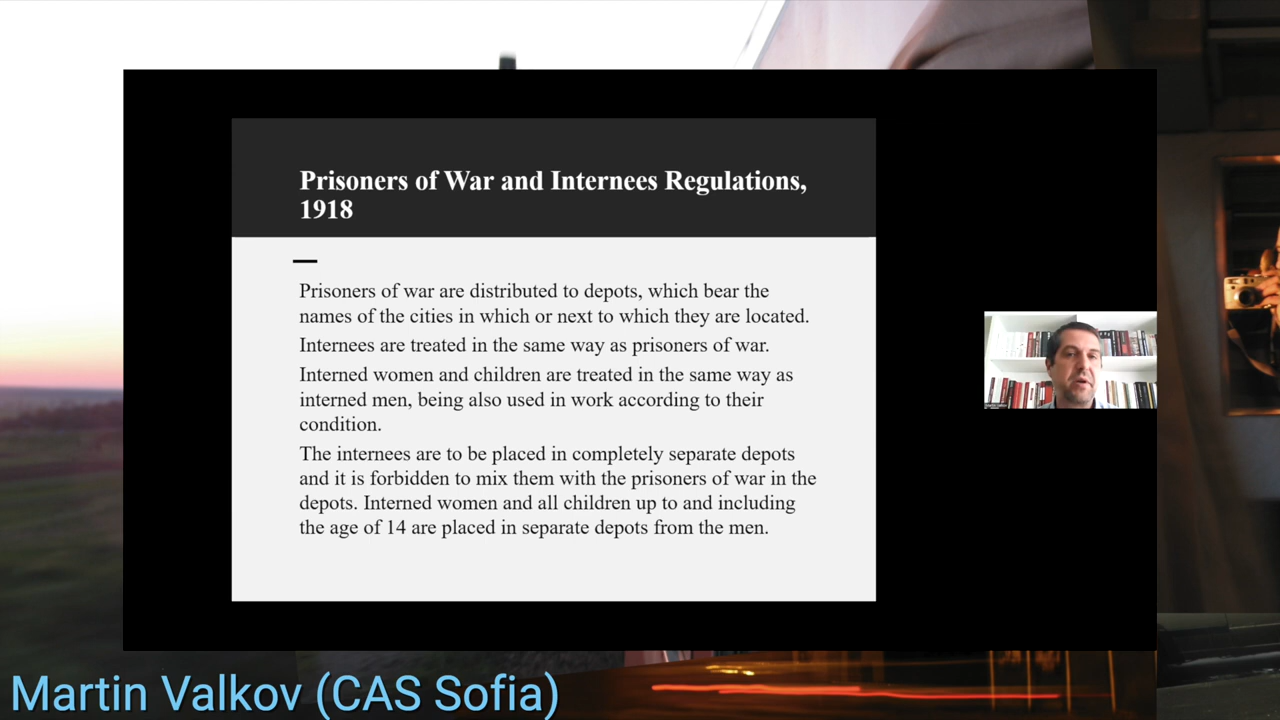 Prisoners of War and Internees Regulations,
1918
Prisoners of war are distributed to depots, which bear the
names of the cities in which or next to which they are located.
Internees are treated in the same way as prisoners of war.
Interned women and children are treated in the same way as
interned men, being also used in work according to their
condition.
The internees are to be placed in completely separate depots
and it is forbidden to mix them with the prisoners of war in the
depots. Interned women and all children up to and including
the age of 14 are placed in separate depots from the men.
Martin Valkov (CAS Sofia)